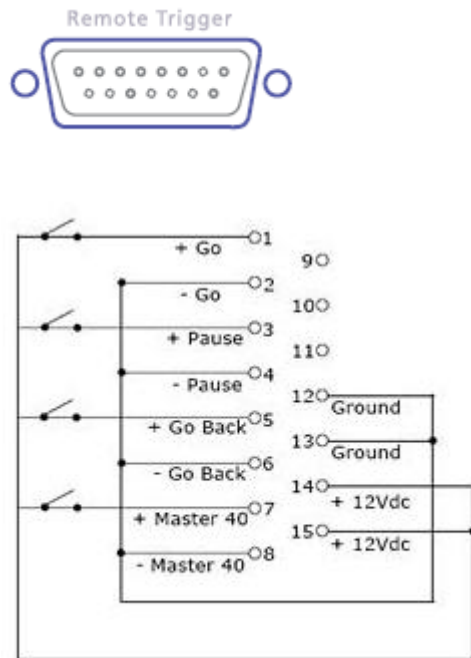 Remote Trigger
1
+ Go
9
2
- Go
10
3
+ Pause
11
4
- Pause
12
Ground
5
+ Go Back
13
Ground
6
- Go Back
14
+ 12Vdc
7
+ Master 40
15
+ 12Vdc
8
- Master 40